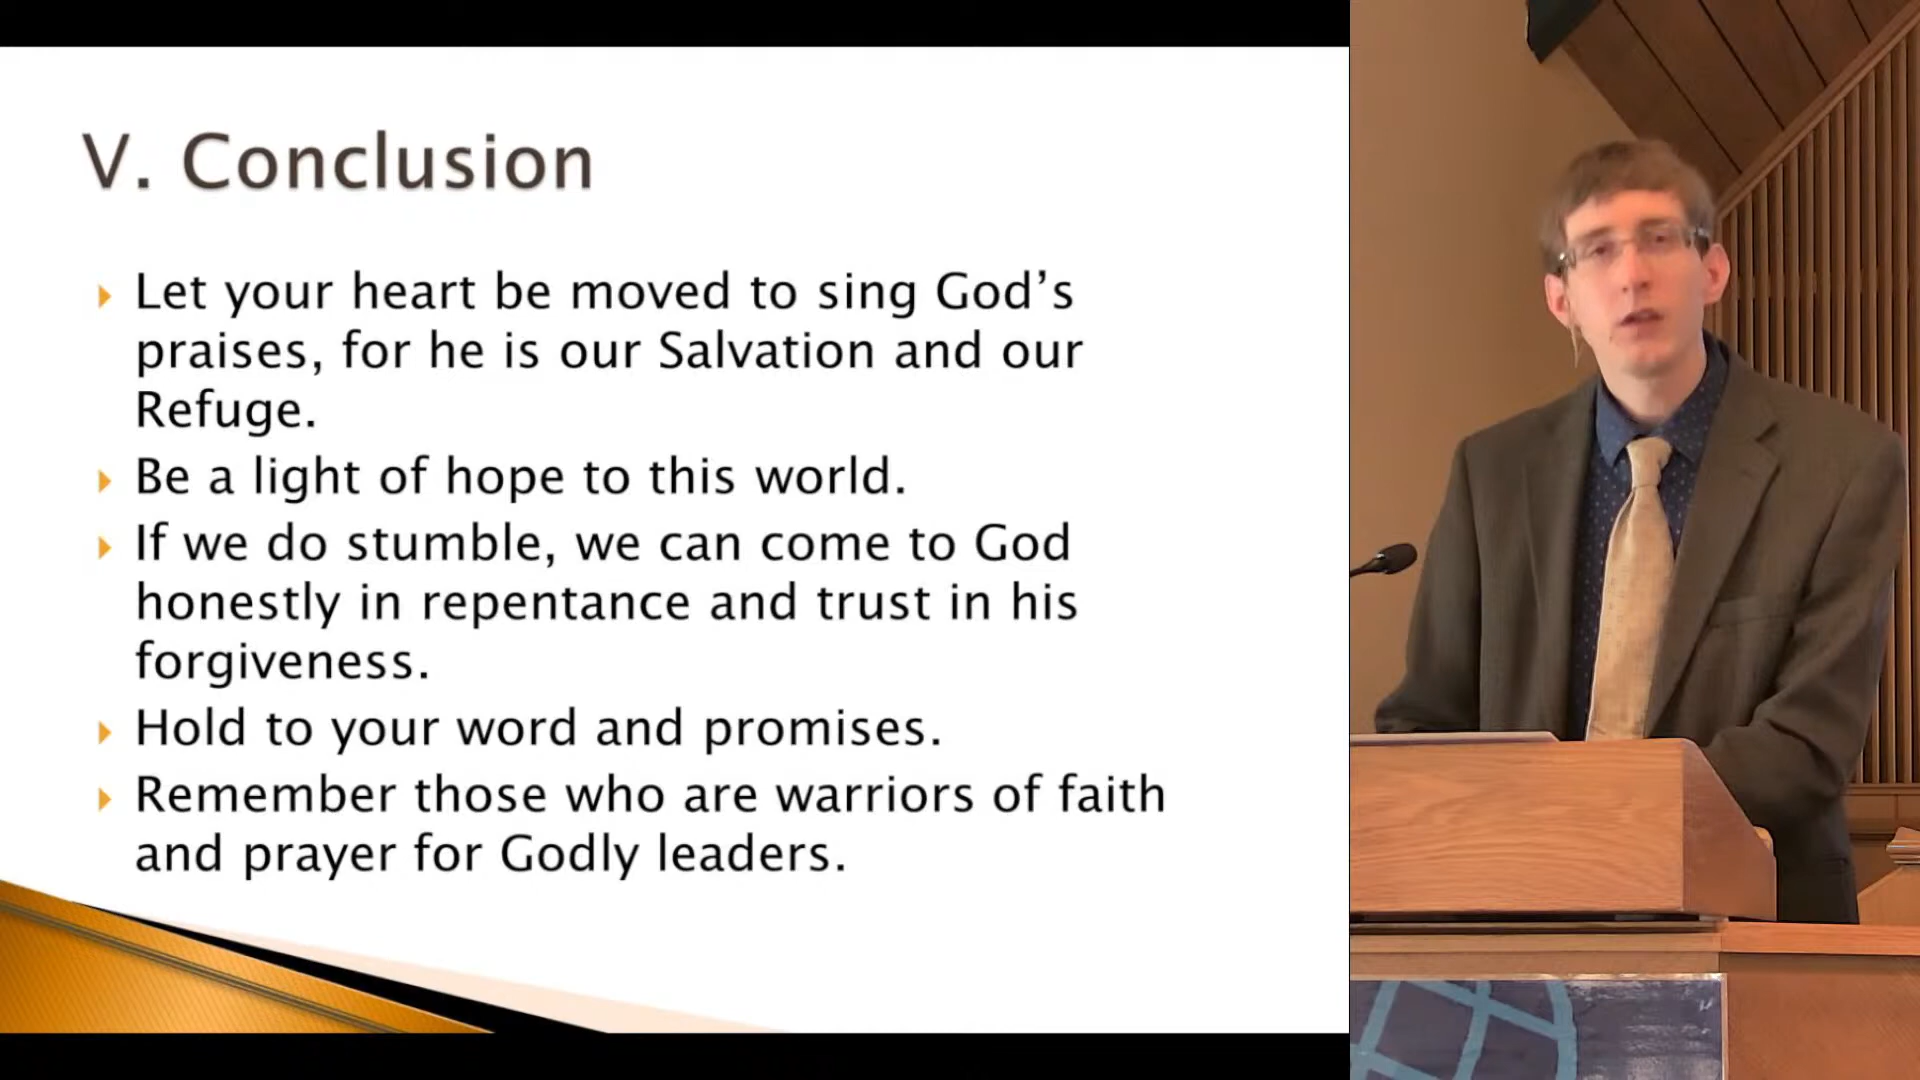 V. Conclusion
Let your heart be moved to sing God's
praises, for he is our Salvation and our
Refuge.
Be a light of hope to this world.
If we do stumble, we can come to God
honestly in repentance and trust in his
forgiveness.
Hold to your word and promises.
Remember those who are warriors of faith
and prayer for Godly leaders.